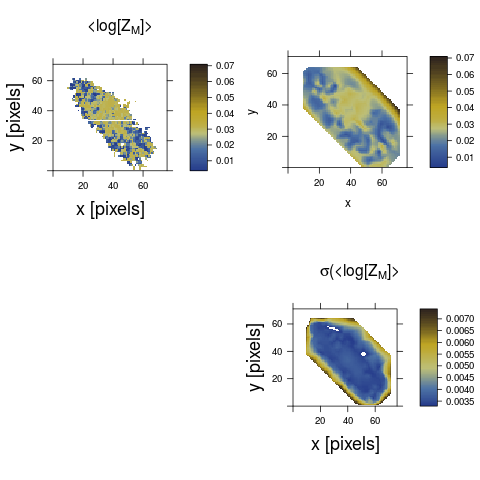 <log[Z_M]>
60
40
20
20 40 60
x [pixels]
y [pixels]
0.07
0.06
0.05
0.04
0.03
0.02
0.01
60
40
20
20 40 60
x
y
0.07
0.06
0.05
0.04
0.03
0.02
0.01
σ(<log[Z_M]>
60
40
20
20 40 60
x [pixels]
y [pixels]
0.0070
0.0065
0.0060
0.0055
0.0050
0.0045
0.0040
0.0035